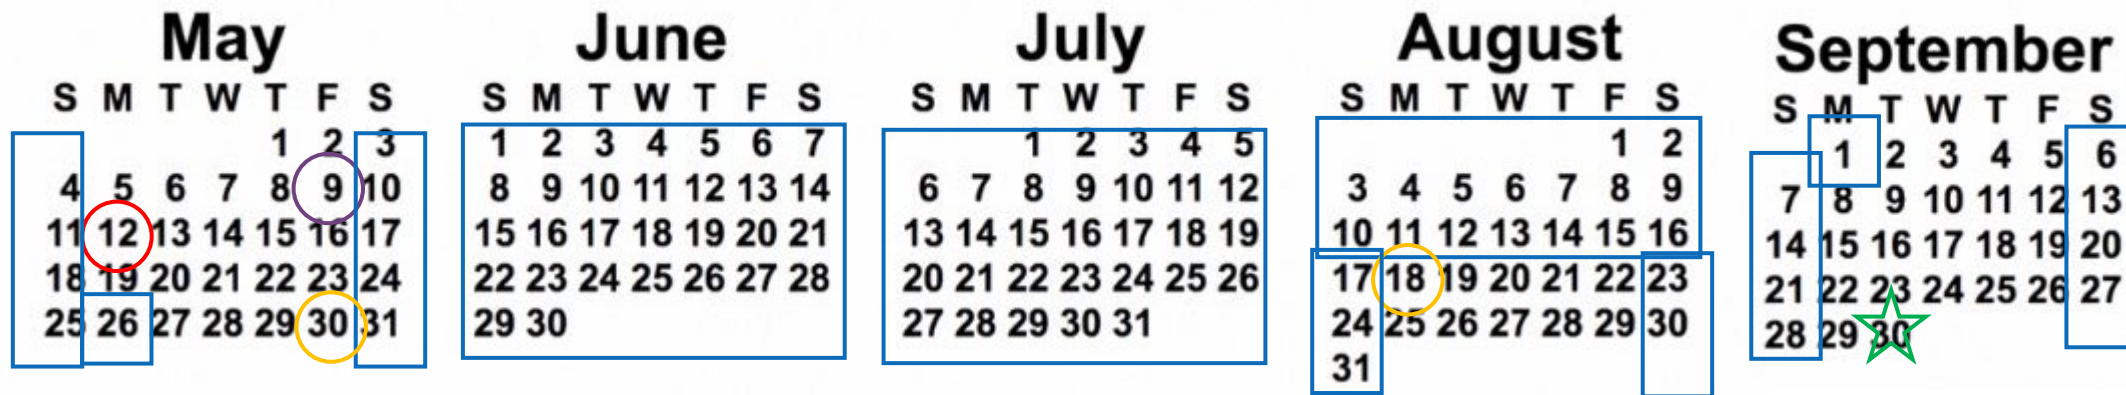 May
S M T W T F S
1 2 3
4 5 6 7 8 9 10
11 12 13 14 15 16 17
18 19 20 21 22 23 24
25 26 27 28 29 30 31
June
S M T W T F S
1 2 3 4 5 6 7
8 9 10 11 12 13 14
15 16 17 18 19 20 21
22 23 24 25 26 27 28
29 30
July
S M T W T F S
1 2 3 4 5
6 7 8 9 10 11 12
13 14 15 16 17 18 19
20 21 22 23 24 25 26
27 28 29 30 31
August
S M T W T F S
1 2
3 4 5 6 7 8 9
10 11 12 13 14 15 16
17 18 19 20 21 22 23
24 25 26 27 28 29 30
31
September
S M T W T F S
1 2 3 4 5 6
7 8 9 10 11 12 13
14 15 16 17 18 19 20
21 22 23 24 25 26 27
28 29 30